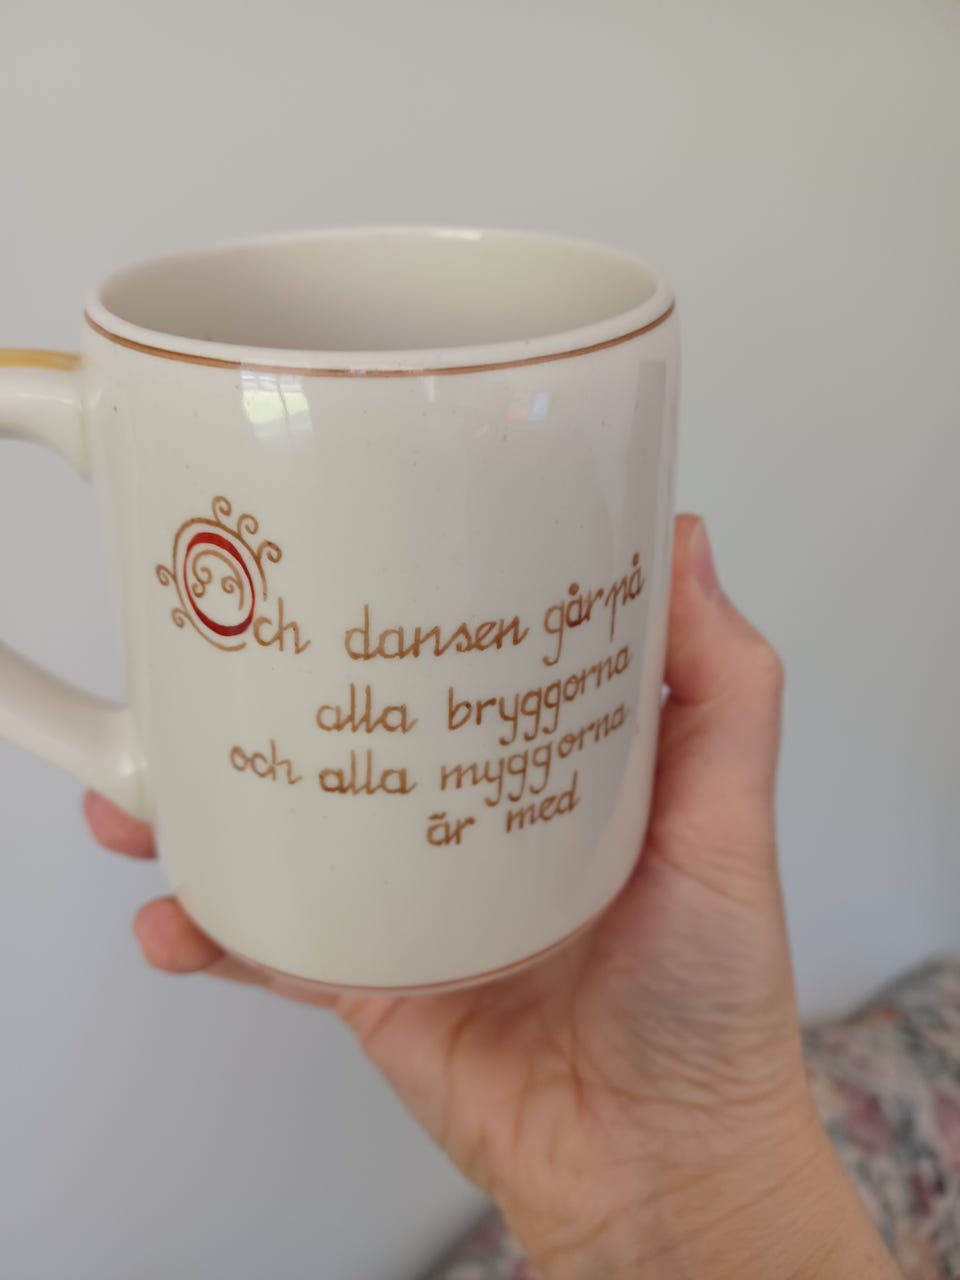 Och dansen går på
alla bryggorna
och alla myggorna
är med